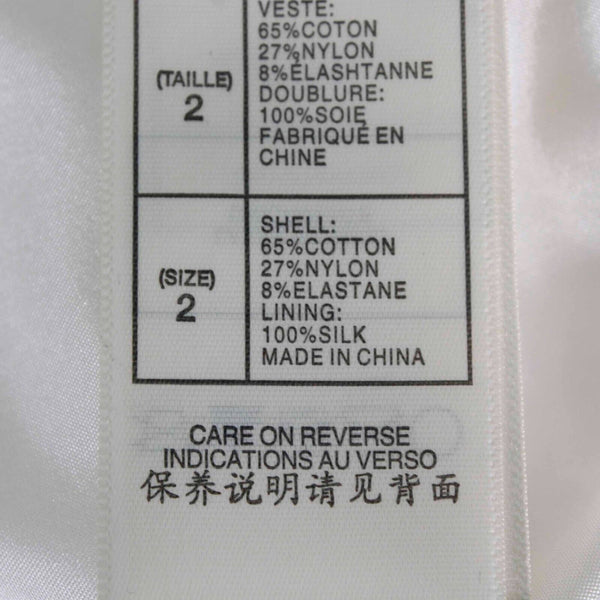 VESTE:
65%COTON
27%NYLON
8%ÉLASHTANNE
DOUBLURE:
100%SOIE
FABRIQUÉ EN
CHINE
(TAILLE)
2
SHELL:
65%COTTON
27%NYLON
8%ELASTANE
LINING:
100%SILK
MADE IN CHINA
(SIZE)
2
CARE ON REVERSE
INDICATIONS AU VERSO
保养说明请见背面